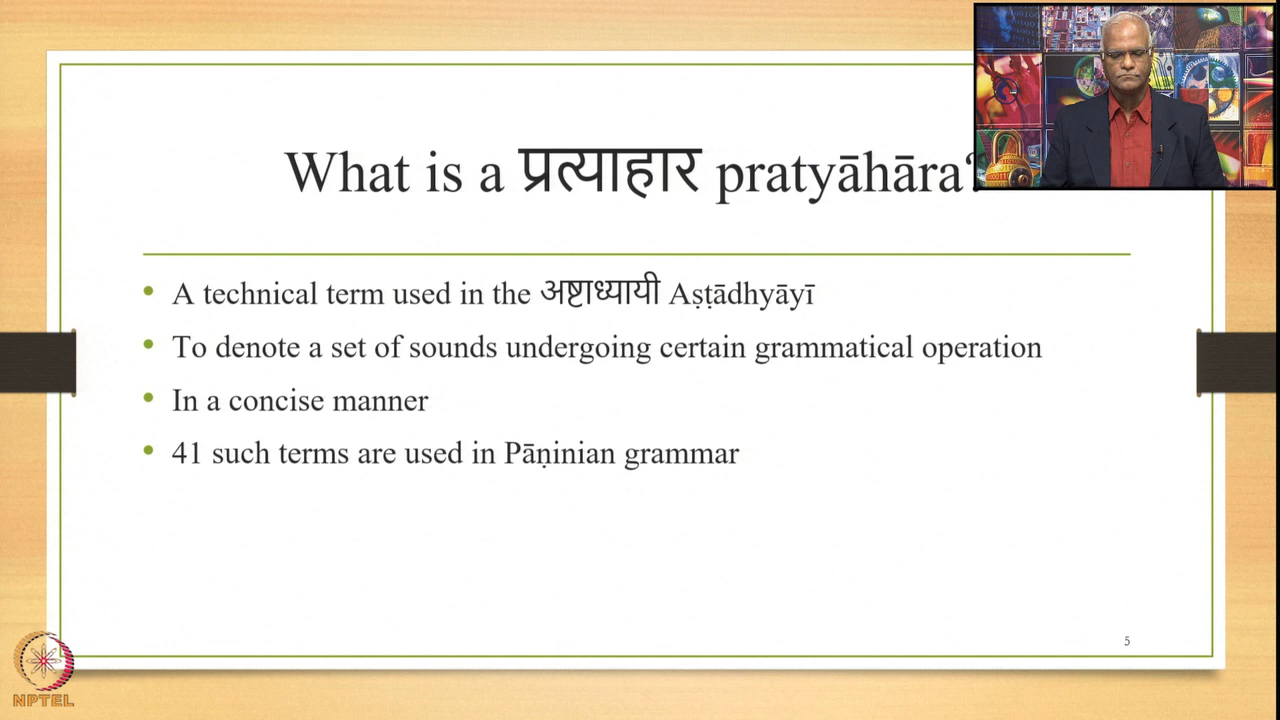 What is a प्रत्याहार pratyāhāra?
A technical term used in the अष्टाध्यायी Aṣṭādhyāyī
To denote a set of sounds undergoing certain grammatical operation
In a concise manner
41 such terms are used in Pāṇinian grammar
5
NPTEL